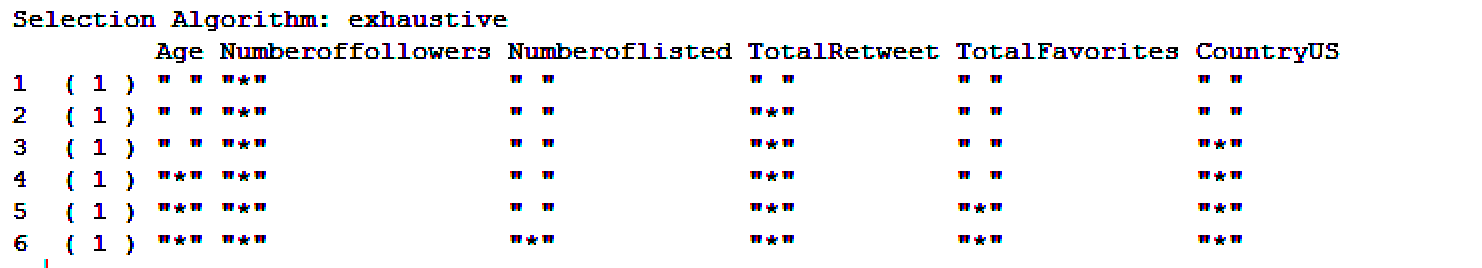 Selection Algorithm: exhaustive
Age Numberoffollowers Numberoflisted TotalRetweet TotalFavorites CountryUS
1 ( 1 ) " " "*" " " " " " " " "
2 ( 1 ) " " "*" " " "*" " " " "
3 ( 1 ) " " "*" " " "*" " " "*"
4 ( 1 ) "*" "*" " " "*" " " "*"
5 ( 1 ) "*" "*" " " "*" "*" "*"
6 ( 1 ) "*" "*" "*" "*" "*" "*"